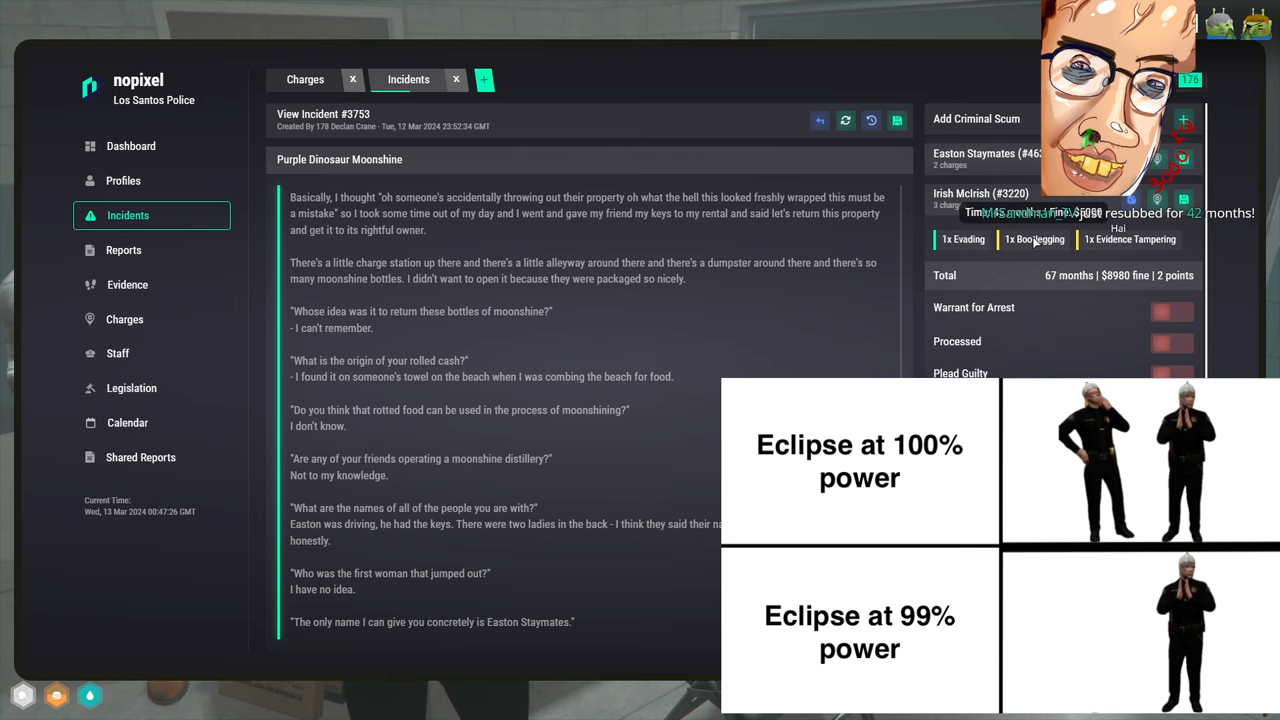 nopixel
Los Santos Police
Dashboard
Profiles
Incidents
Reports
Evidence
Charges
Staff
Legislation
Calendar
Shared Reports
Current Time:
Wed, 13 Mar 2024 00:47:26 GMT
Charges x Incidents x +
View Incident #3753
Created By 178 Declan Crane · Tue, 12 Mar 2024 23:52:34 GMT
Purple Dinosaur Moonshine
Basically, I thought "oh someone's accidentally throwing out their property oh what the hell this looked freshly wrapped this must be
a mistake" so I took some time out of my day and I went and gave my friend my keys to my rental and said let's return this property
and get it to its rightful owner.
There's a little charge station up there and there's a little alleyway around there and there's a dumpster around there and there's so
many moonshine bottles. I didn't want to open it because they were packaged so nicely.
"Whose idea was it to return these bottles of moonshine?"
- I can't remember.
"What is the origin of your rolled cash?"
- I found it on someone's towel on the beach when I was combing the beach for food.
"Do you think that rotted food can be used in the process of moonshining?"
I don't know.
"Are any of your friends operating a moonshine distillery?"
Not to my knowledge.
"What are the names of all of the people you are with?"
Easton was driving, he had the keys. There were two ladies in the back - I think they said their
honestly.
"Who was the first woman that jumped out?"
I have no idea.
"The only name I can give you concretely is Easton Staymates."
176
Add Criminal Scum
+
Easton Staymates
2 charges
Irish McIrish (#3220)
MrSandman_TV just resubbed for 42 months!
Hai
1x Evading
1x Bootlegging
1x Evidence Tampering
Total
67 months | $8980 fine | 2 points
Warrant for Arrest
Processed
Plead Guilty
300 IQ
Eclipse at 100%
power
Eclipse at 99%
power